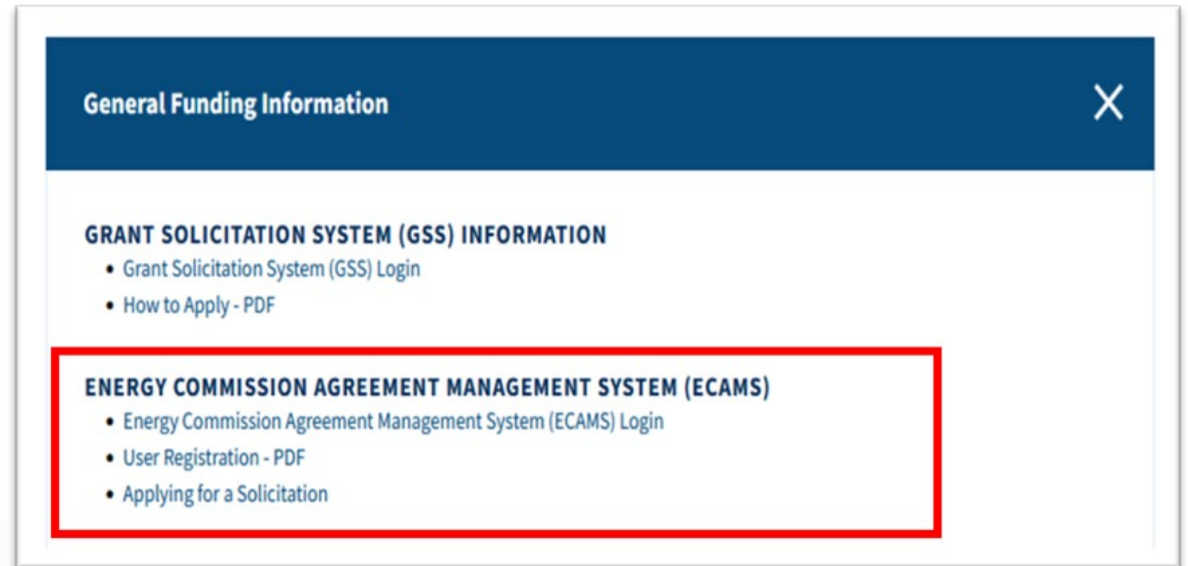 General Funding Information
GRANT SOLICITATION SYSTEM (GSS) INFORMATION
• Grant Solicitation System (GSS) Login
• How to Apply - PDF
ENERGY COMMISSION AGREEMENT MANAGEMENT SYSTEM (ECAMS)
• Energy Commission Agreement Management System (ECAMS) Login
• User Registration - PDF
• Applying for a Solicitation